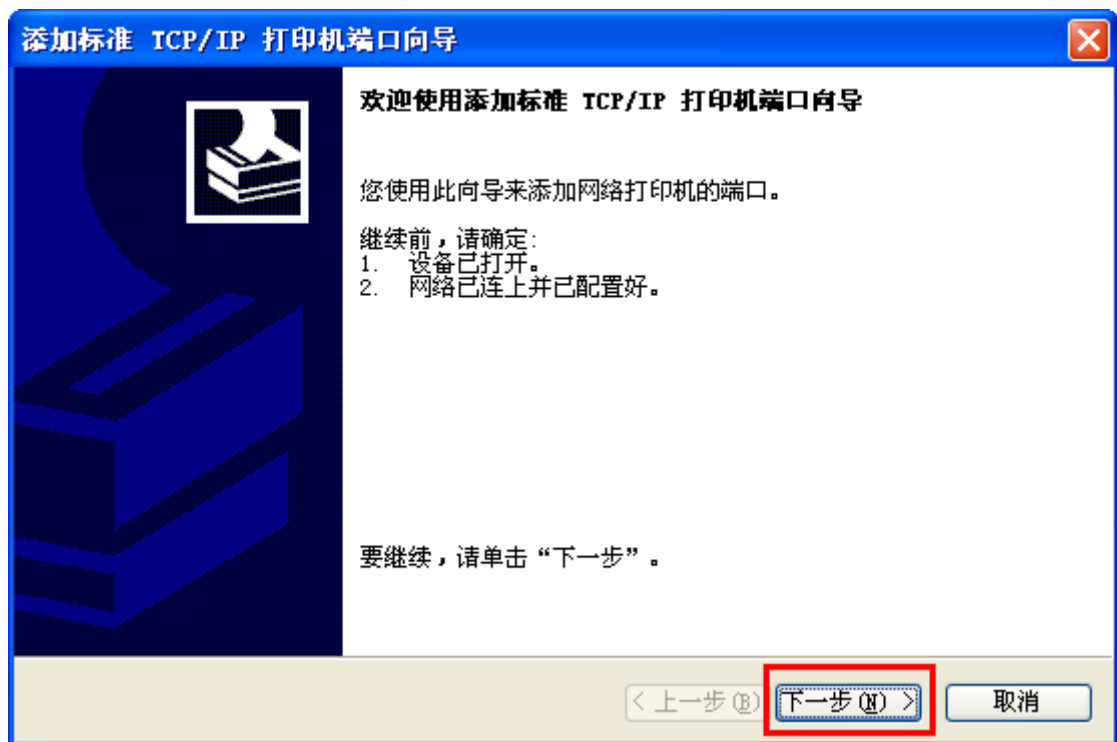 添加标准 TCP/IP 打印机端口向导
欢迎使用添加标准 TCP/IP 打印机端口向导
您使用此向导来添加网络打印机的端口。
继续前，请确定:
1. 设备已打开。
2. 网络已连上并已配置好。
要继续，请单击“下一步”。
< 上一步(B) 下一步(N) > 取消